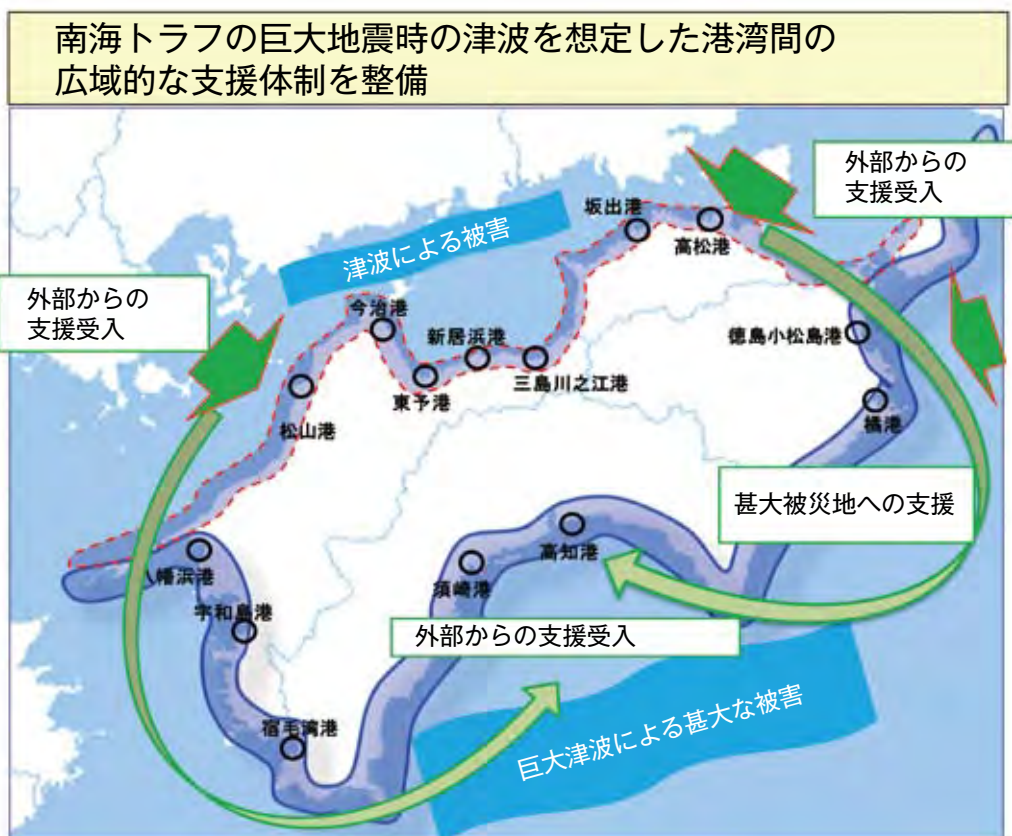 南海トラフの巨大地震時の津波を想定した港湾間の
広域的な支援体制を整備
外部からの
支援受入
坂出港
高松港
津波による被害
外部からの
支援受入
今治港
新居浜港
徳島小松島港
東予港
三島川之江港
松山港
橘港
甚大被災地への支援
高知港
八幡浜港
須崎港
宇和島港
外部からの支援受入
宿毛湾港
巨大津波による甚大な被害